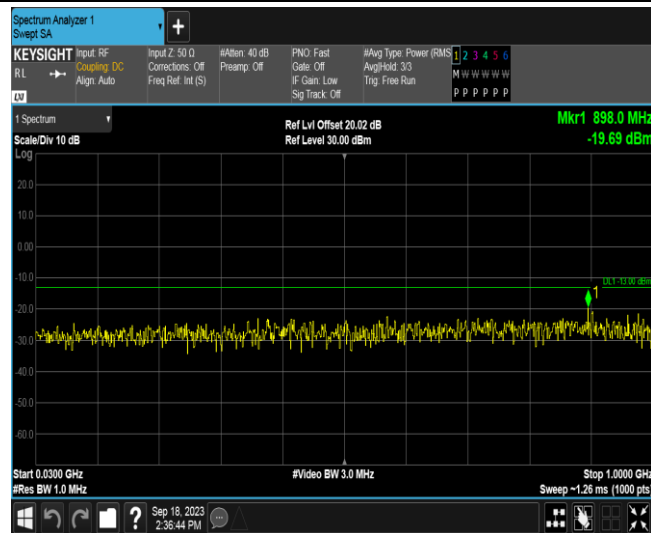 Spectrum Analyzer 1
Swept SA
+
KEYSIGHT Input: RF Input Z: 50 Ω #Atten: 40 dB PNO: Fast #Avg Type: Power (RMS 1 2 3 4 5 6
R L Coupling: DC Corrections: Off Preamp: Off Gate: Off Avg|Hold: 3/3 M W W W W W
Align: Auto Freq Ref: Int (S) IF Gain: Low Trig: Free Run
LXI Sig Track: Off P P P P P P
1 Spectrum
Scale/Div 10 dB
Ref Lvl Offset 20.02 dB
Ref Level 30.00 dBm
Mkr1 898.0 MHz
-19.69 dBm
Log
20.0
10.0
0.00
-10.0
DL1 -13.00 dBm
1
-20.0
-30.0
-40.0
-50.0
-60.0
Start 0.0300 GHz #Video BW 3.0 MHz Stop 1.0000 GHz
#Res BW 1.0 MHz Sweep ~1.26 ms (1000 pts)
? Sep 18, 2023
2:36:44 PM